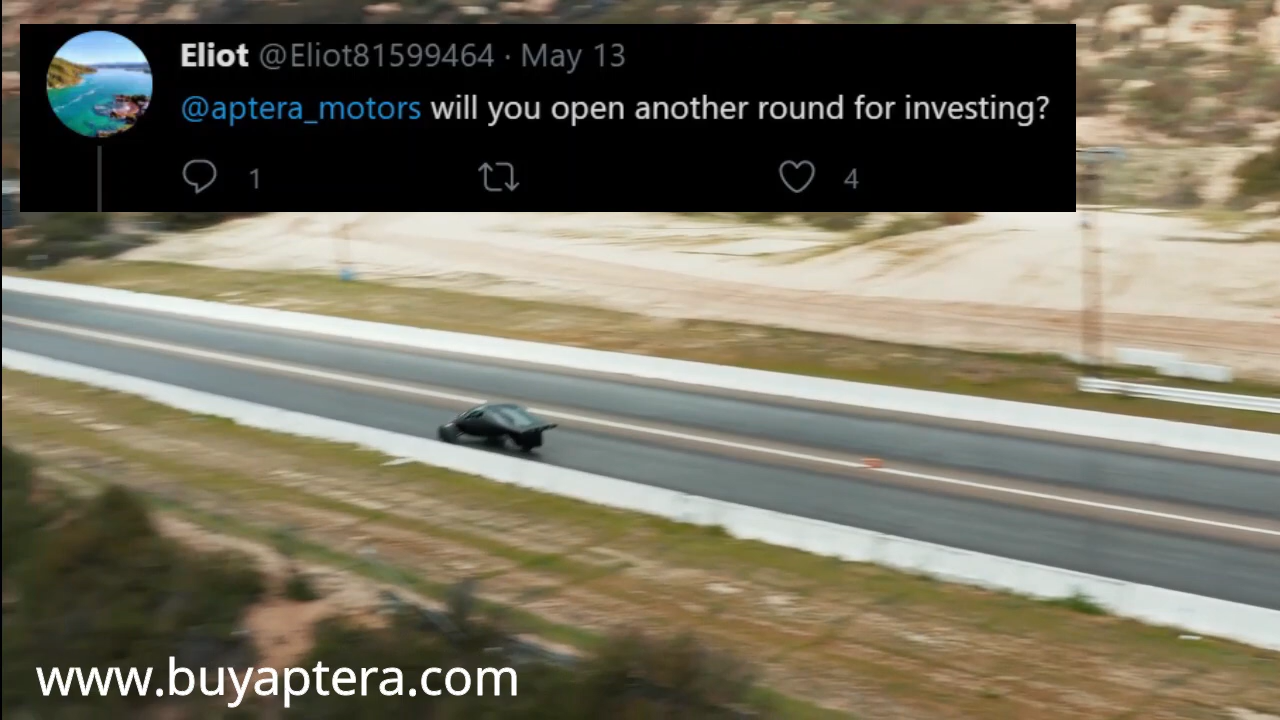 Eliot @Eliot81599464 · May 13
@aptera_motors will you open another round for investing?
1 4
www.buyaptera.com